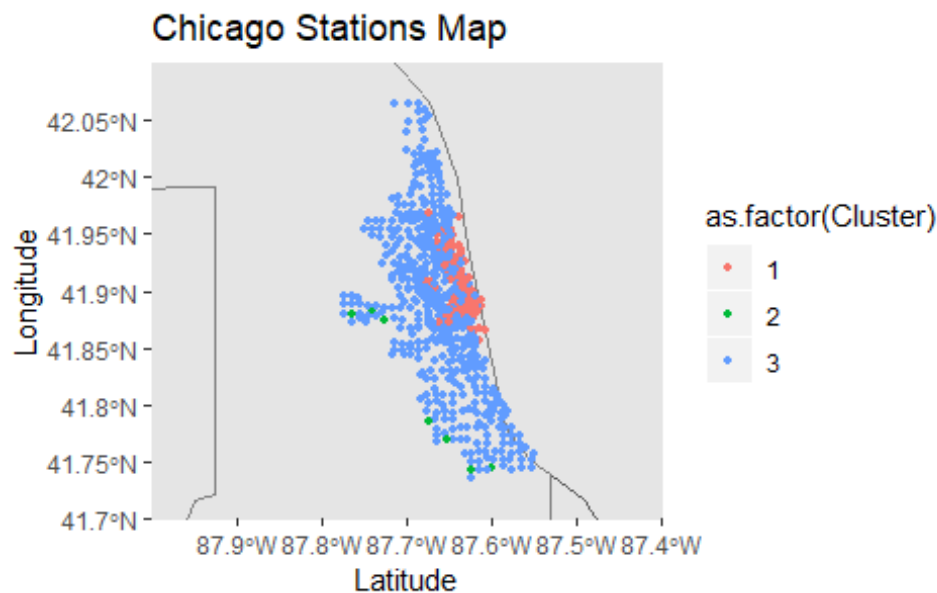 Chicago Stations Map
42.05°N
42°N
41.95°N
41.9°N
41.85°N
41.8°N
41.75°N
41.7°N
Longitude
87.9°W 87.8°W 87.7°W 87.6°W 87.5°W 87.4°W
Latitude
as.factor(Cluster)
1
2
3